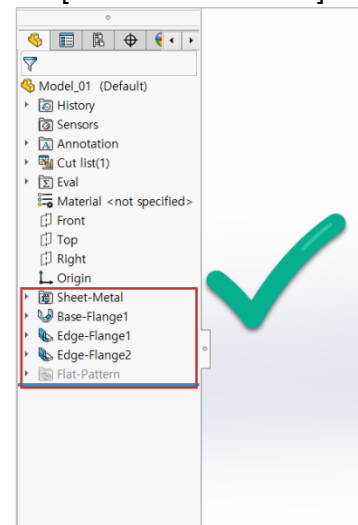 Model_01 (Default)
History
Sensors
Annotation
Cut list(1)
Eval
Material <not specified>
Front
Top
Right
Origin
Sheet-Metal
Base-Flange1
Edge-Flange1
Edge-Flange2
Flat-Pattern